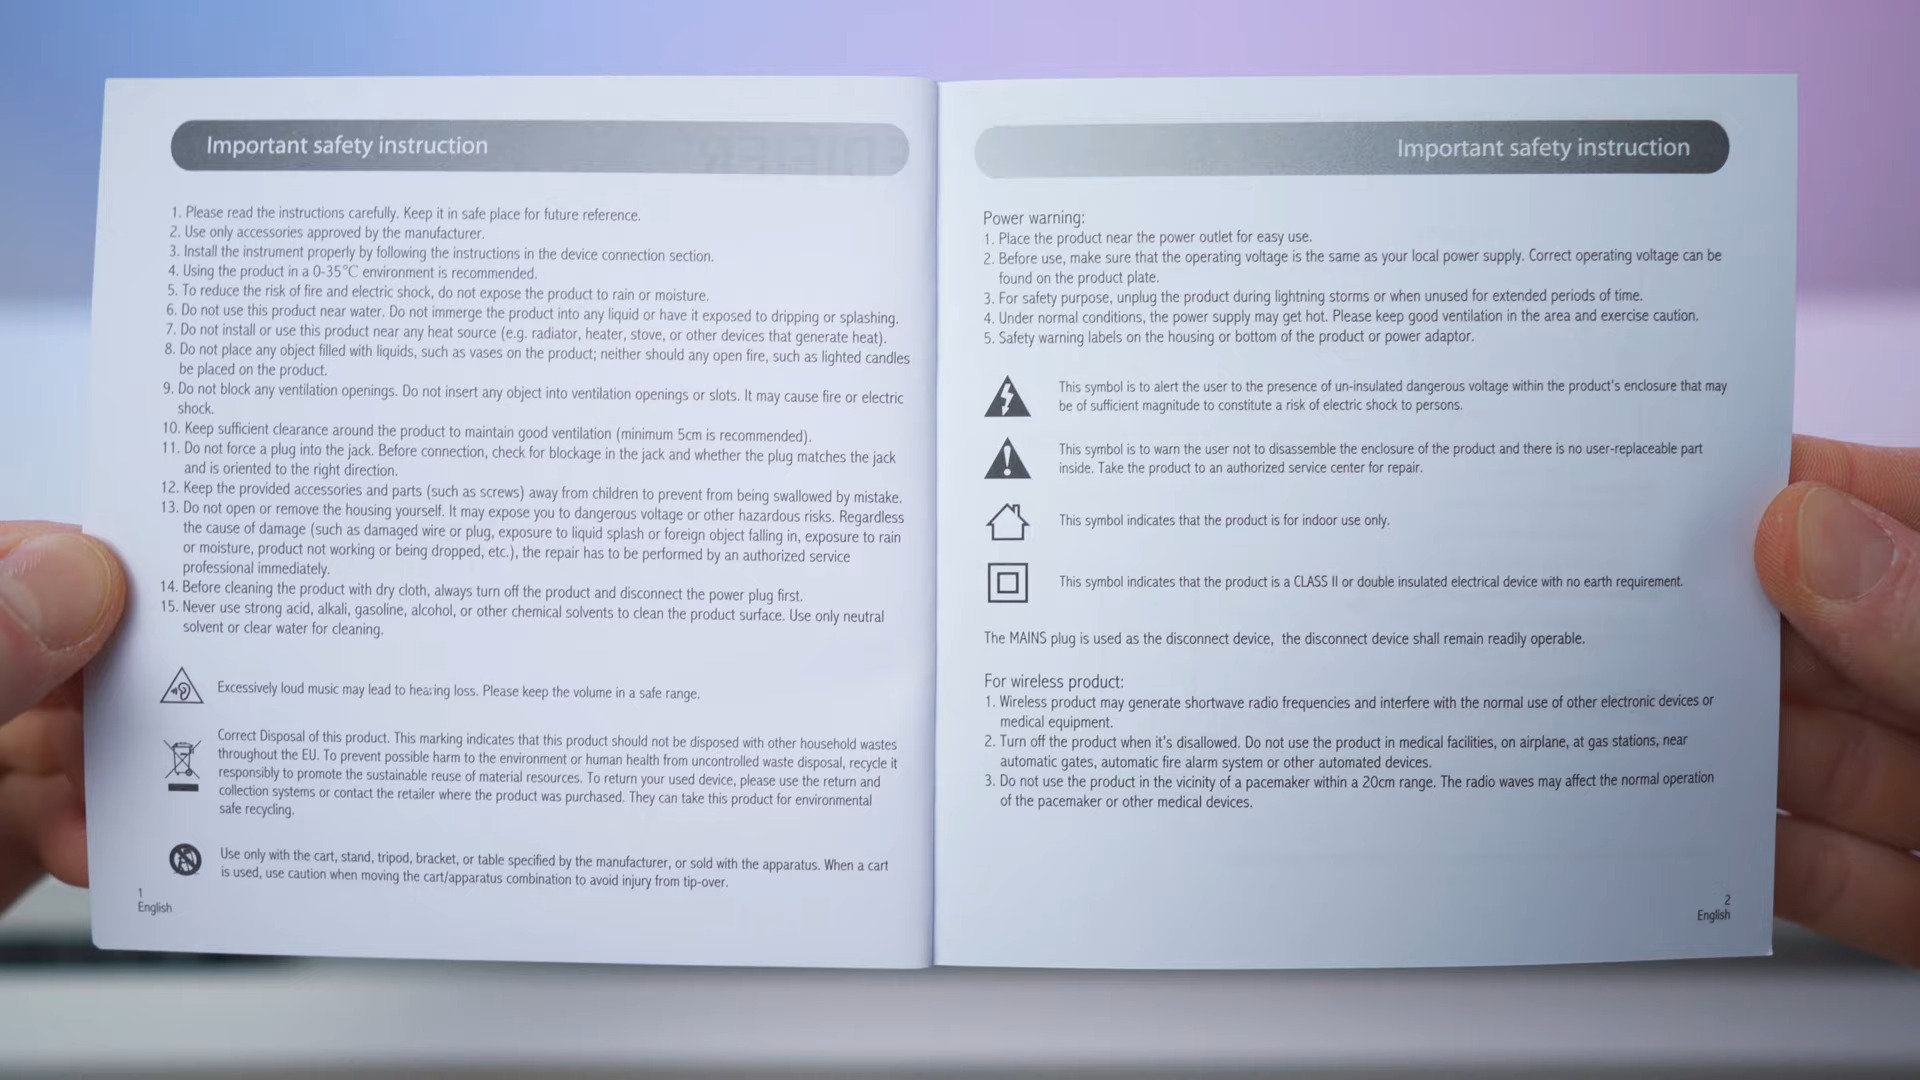 Important safety instruction
1. Please read the instructions carefully. Keep it in safe place for future reference.
2. Use only accessories approved by the manufacturer.
3. Install the instrument properly by following the instructions in the device connection section.
4. Using the product in a 0-35℃ environment is recommended.
5. To reduce the risk of fire and electric shock, do not expose the product to rain or moisture.
6. Do not use this product near water. Do not immerge the product into any liquid or have it exposed to dripping or splashing.
7. Do not install or use this product near any heat source (e.g. radiator, heater, stove, or other devices that generate heat).
8. Do not place any object filled with liquids, such as vases on the product; neither should any open fire, such as lighted candles
be placed on the product.
9. Do not block any ventilation openings. Do not insert any object into ventilation openings or slots. It may cause fire or electric
shock.
10. Keep sufficient clearance around the product to maintain good ventilation (minimum 5cm is recommended).
11. Do not force a plug into the jack. Before connection, check for blockage in the jack and whether the plug matches the jack
and is oriented to the right direction.
12. Keep the provided accessories and parts (such as screws) away from children to prevent from being swallowed by mistake.
13. Do not open or remove the housing yourself. It may expose you to dangerous voltage or other hazardous risks. Regardless
the cause of damage (such as damaged wire or plug, exposure to liquid splash or foreign object falling in, exposure to rain
or moisture, product not working or being dropped, etc.), the repair has to be performed by an authorized service
professional immediately.
14. Before cleaning the product with dry cloth, always turn off the product and disconnect the power plug first.
15. Never use strong acid, alkali, gasoline, alcohol, or other chemical solvents to clean the product surface. Use only neutral
solvent or clear water for cleaning.
Excessively loud music may lead to hearing loss. Please keep the volume in a safe range.
Correct Disposal of this product. This marking indicates that this product should not be disposed with other household wastes
throughout the EU. To prevent possible harm to the environment or human health from uncontrolled waste disposal, recycle it
responsibly to promote the sustainable reuse of material resources. To return your used device, please use the return and
collection systems or contact the retailer where the product was purchased. They can take this product for environmental
safe recycling.
Use only with the cart, stand, tripod, bracket, or table specified by the manufacturer, or sold with the apparatus. When a cart
is used, use caution when moving the cart/apparatus combination to avoid injury from tip-over.
1
English
Important safety instruction
Power warning:
1. Place the product near the power outlet for easy use.
2. Before use, make sure that the operating voltage is the same as your local power supply. Correct operating voltage can be
found on the product plate.
3. For safety purpose, unplug the product during lightning storms or when unused for extended periods of time.
4. Under normal conditions, the power supply may get hot. Please keep good ventilation in the area and exercise caution.
5. Safety warning labels on the housing or bottom of the product or power adaptor.
This symbol is to alert the user to the presence of un-insulated dangerous voltage within the product's enclosure that may
be of sufficient magnitude to constitute a risk of electric shock to persons.
This symbol is to warn the user not to disassemble the enclosure of the product and there is no user-replaceable part
inside. Take the product to an authorized service center for repair.
This symbol indicates that the product is for indoor use only.
This symbol indicates that the product is a CLASS II or double insulated electrical device with no earth requirement.
The MAINS plug is used as the disconnect device, the disconnect device shall remain readily operable.
For wireless product:
1. Wireless product may generate shortwave radio frequencies and interfere with the normal use of other electronic devices or
medical equipment.
2. Turn off the product when it's disallowed. Do not use the product in medical facilities, on airplane, at gas stations, near
automatic gates, automatic fire alarm system or other automated devices.
3. Do not use the product in the vicinity of a pacemaker within a 20cm range. The radio waves may affect the normal operation
of the pacemaker or other medical devices.
2
English